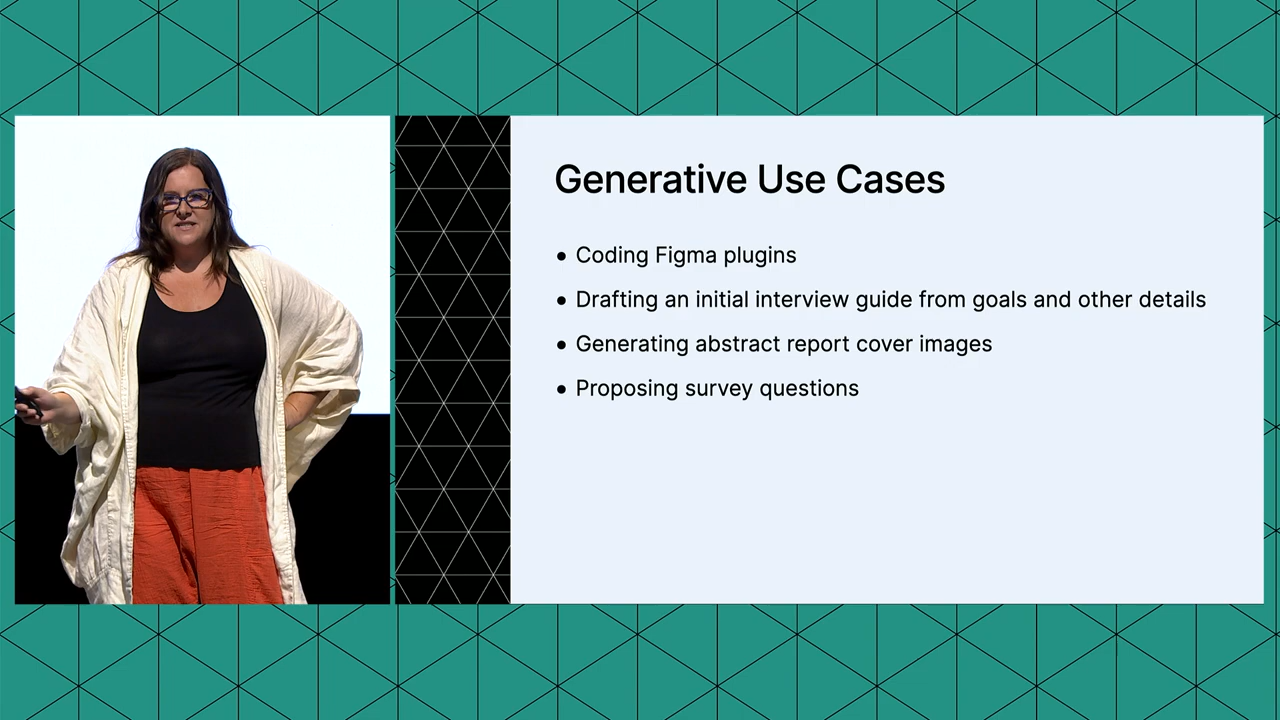 Generative Use Cases
• Coding Figma plugins
• Drafting an initial interview guide from goals and other details
• Generating abstract report cover images
• Proposing survey questions